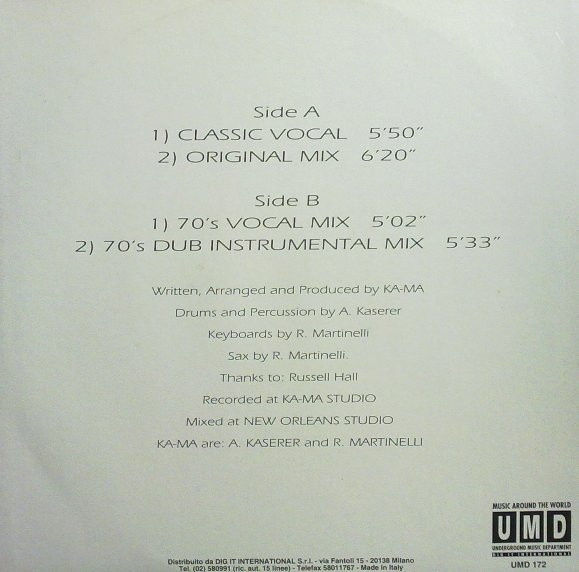 Side A
1) CLASSIC VOCAL 5'50"
2) ORIGINAL MIX 6'20"
Side B
1) 70's VOCAL MIX 5'02"
2) 70's DUB INSTRUMENTAL MIX 5'33"
Written, Arranged and Produced by KA-MA
Drums and Percussion by A. Kaserer
Keyboards by R. Martinelli
Sax by R. Martinelli.
Thanks to: Russell Hall
Recorded at KA-MA STUDIO
Mixed at NEW ORLEANS STUDIO
KA-MA are: A. KASERER and R. MARTINELLI
MUSIC AROUND THE WORLD
UMD
UNDERGROUND MUSIC DEPARTMENT
DIG IT INTERNATIONAL
UMD 172
Distribuito da DIG IT INTERNATIONAL S.r.l. - via Fantoli 15 - 20138 Milano
Tel. (02) 580991 (ric. aut. 15 linee) - Telefax 58011767 - Made in Italy